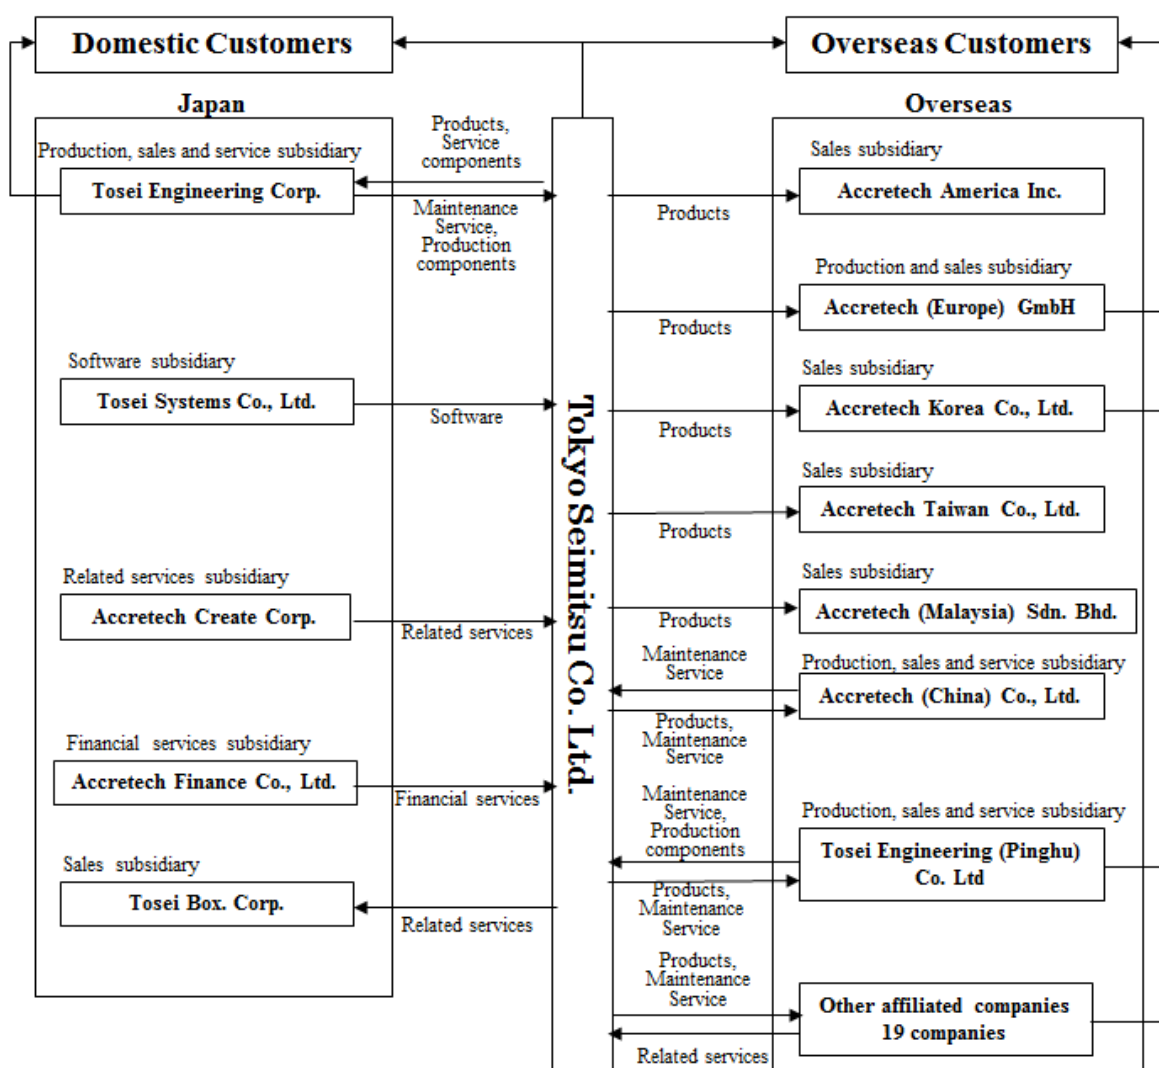 Domestic Customers
Overseas Customers
Japan
Overseas
Production, sales and service subsidiary
Tosei Engineering Corp.
Products,
Service
components
Maintenance
Service,
Production
components
Software subsidiary
Tosei Systems Co., Ltd.
Software
Related services subsidiary
Accretech Create Corp.
Related services
Financial services subsidiary
Accretech Finance Co., Ltd.
Financial services
Sales subsidiary
Tosei Box. Corp.
Related services
Tokyo Seimitsu Co. Ltd.
Sales subsidiary
Accretech America Inc.
Products
Production and sales subsidiary
Accretech (Europe) GmbH
Products
Sales subsidiary
Accretech Korea Co., Ltd.
Products
Sales subsidiary
Accretech Taiwan Co., Ltd.
Products
Sales subsidiary
Accretech (Malaysia) Sdn. Bhd.
Products
Maintenance
Service
Production, sales and service subsidiary
Accretech (China) Co., Ltd.
Products,
Maintenance
Service
Maintenance
Service,
Production
components
Production, sales and service subsidiary
Tosei Engineering (Pinghu)
Co. Ltd
Products,
Maintenance
Service
Products,
Maintenance
Service
Other affiliated companies
19 companies
Related services